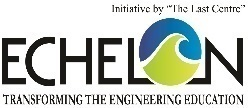 Initiative by “The Last Centre”
ECHELON
TRANSFORMING THE ENGINEERING EDUCATION